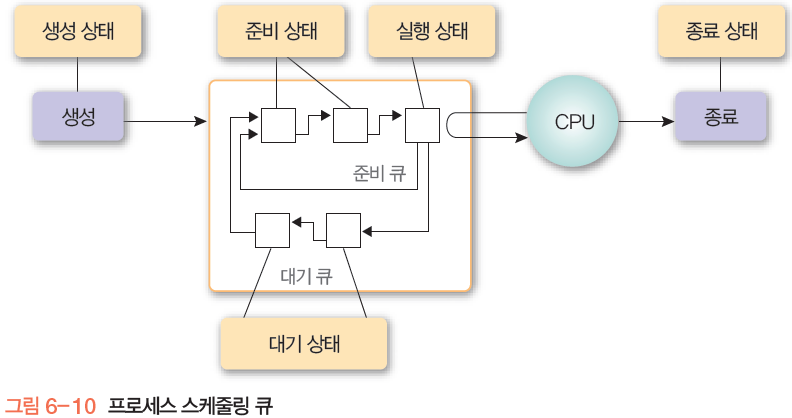 생성 상태
준비 상태
실행 상태
종료 상태
생성
CPU
종료
준비 큐
대기 큐
대기 상태
그림 6-10 프로세스 스케줄링 큐